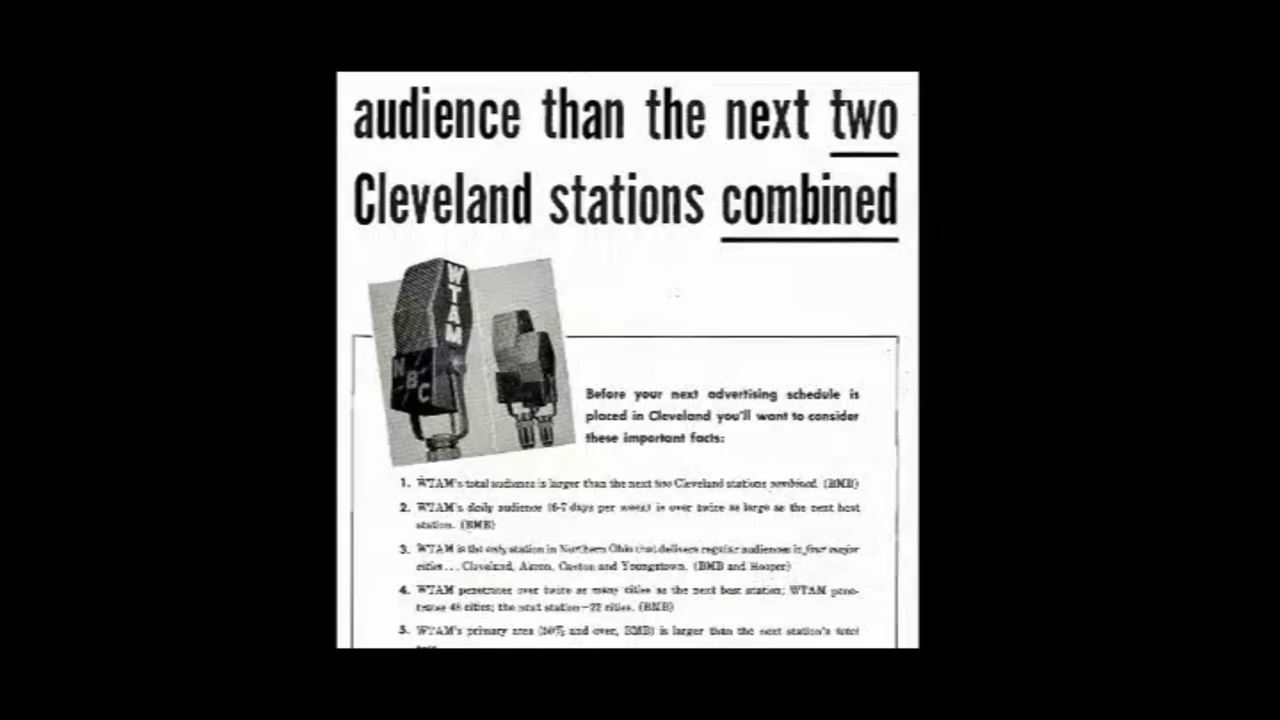 audience than the next two
Cleveland stations combined
WTAM
NBC
Before your next advertising schedule is
placed in Cleveland you'll want to consider
these important facts:
1. WTAM's total audience is larger than the next two Cleveland stations combined. (BMB)
2. WTAM's daily audience (6-7 days per week) is over twice as large as the next best
station. (BMB)
3. WTAM is the only station in Northern Ohio that delivers regular audiences in four major
cities... Cleveland, Akron, Canton and Youngstown. (BMB and Hooper)
4. WTAM penetrates over twice as many cities as the next best station; WTAM pene-
trates 48 cities; the next station—22 cities. (BMB)
5. WTAM's primary area (50% and over, BMB) is larger than the next station's total